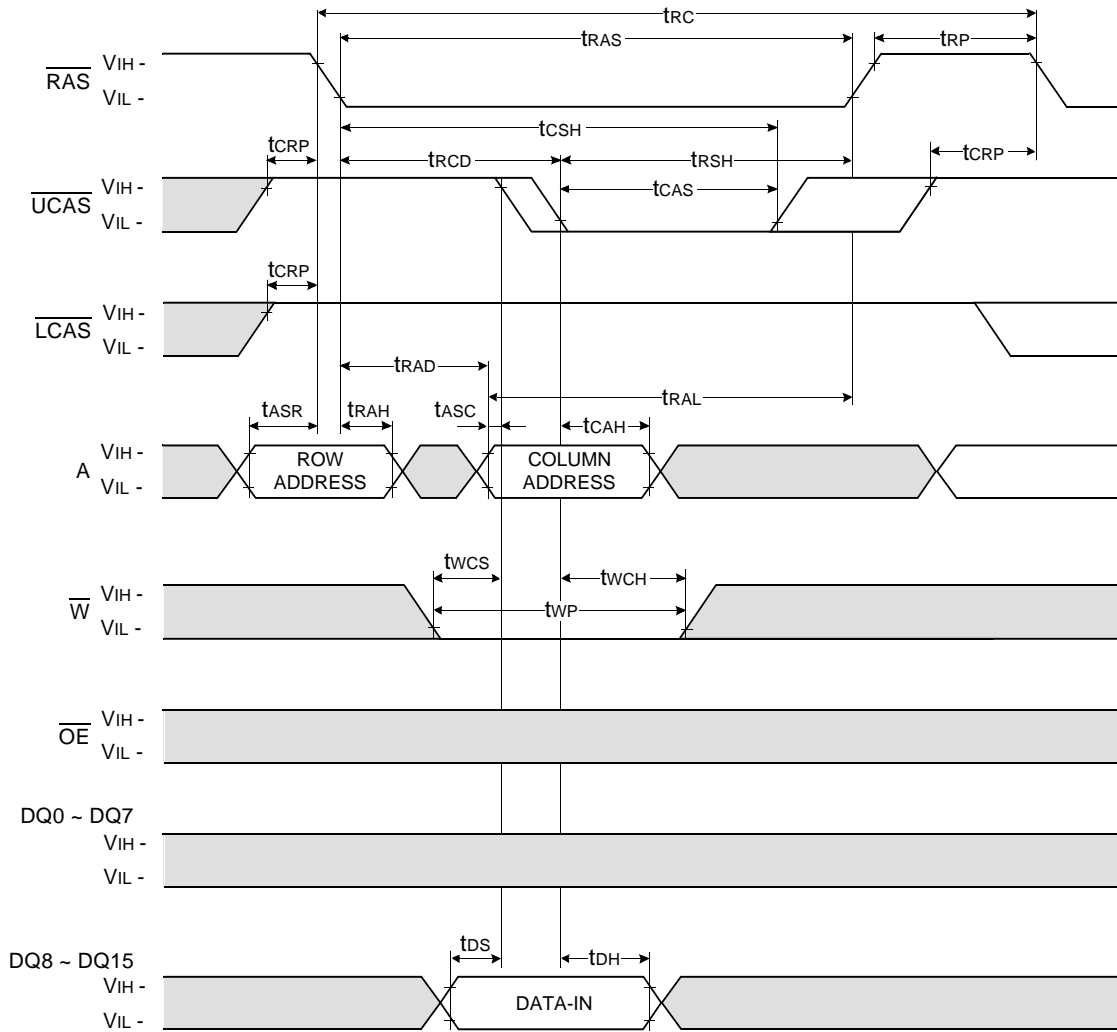 tRC
tRAS
tRP
RAS
VIH -
VIL -
tCSH
tCRP
tRCD
tRSH
tCRP
UCAS
VIH -
VIL -
tCAS
tCRP
LCAS
VIH -
VIL -
tRAD
tRAL
tASR
tRAH
tASC
tCAH
A
VIH -
VIL -
ROW
ADDRESS
COLUMN
ADDRESS
tWCS
tWCH
W
VIH -
VIL -
tWP
OE
VIH -
VIL -
DQ0 ~ DQ7
VIH -
VIL -
tDS
tDH
DQ8 ~ DQ15
VIH -
VIL -
DATA-IN